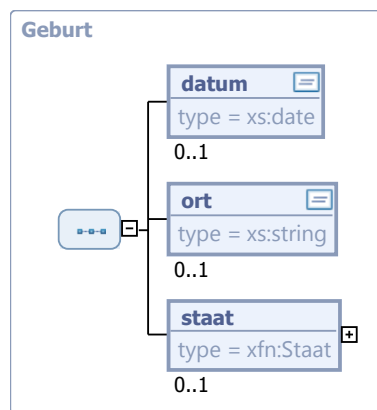 Geburt
datum
type = xs:date
0..1
ort
type = xs:string
0..1
staat
type = xfn:Staat
0..1